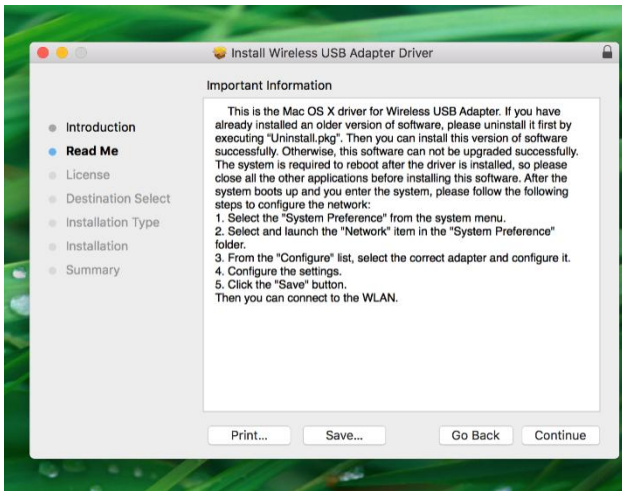 Install Wireless USB Adapter Driver
Important Information
Introduction
Read Me
License
Destination Select
Installation Type
Installation
Summary
This is the Mac OS X driver for Wireless USB Adapter. If you have
already installed an older version of software, please uninstall it first by
executing "Uninstall.pkg". Then you can install this version of software
successfully. Otherwise, this software can not be upgraded successfully.
The system is required to reboot after the driver is installed, so please
close all the other applications before installing this software. After the
system boots up and you enter the system, please follow the following
steps to configure the network:
1. Select the "System Preference" from the system menu.
2. Select and launch the "Network" item in the "System Preference"
folder.
3. From the "Configure" list, select the correct adapter and configure it.
4. Configure the settings.
5. Click the "Save" button.
Then you can connect to the WLAN.
Print...
Save...
Go Back
Continue